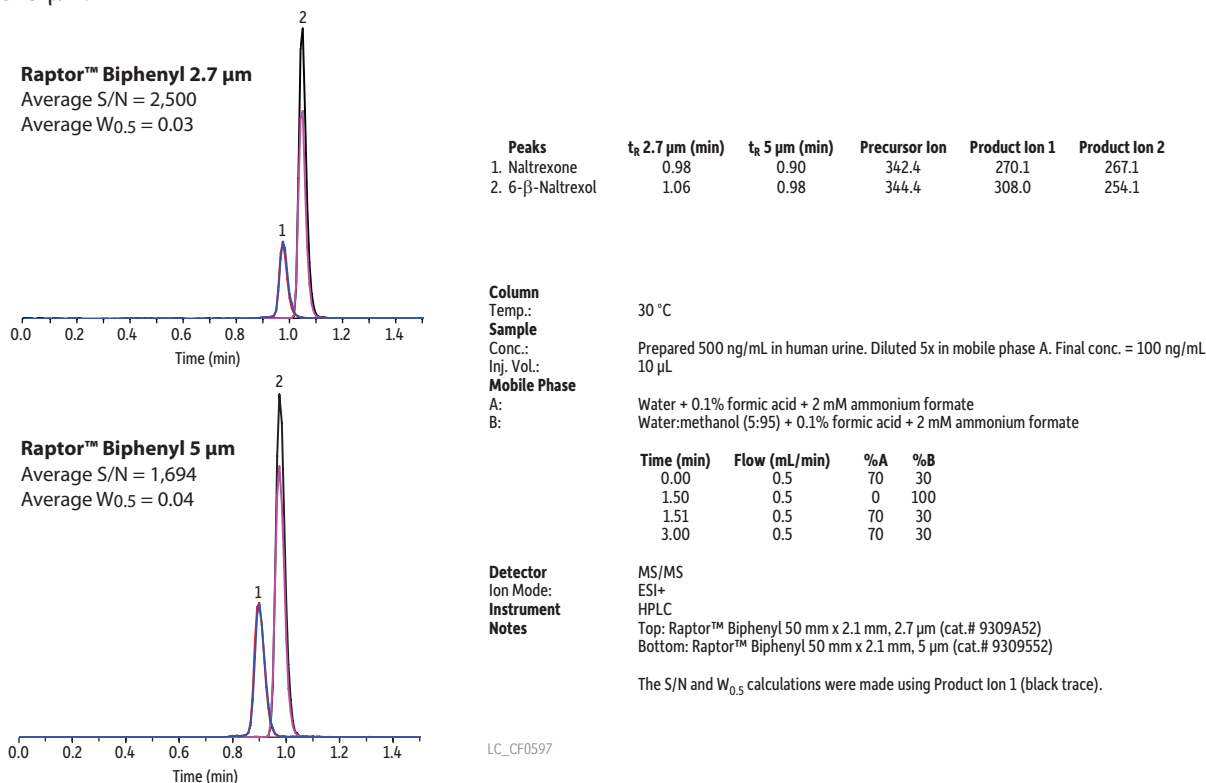 2
Raptor™ Biphenyl 2.7 µm
Average S/N = 2,500
Average W0.5 = 0.03
1
0.0 0.2 0.4 0.6 0.8 1.0 1.2 1.4
Time (min)
2
Raptor™ Biphenyl 5 µm
Average S/N = 1,694
Average W0.5 = 0.04
1
0.0 0.2 0.4 0.6 0.8 1.0 1.2 1.4
Time (min)
Peaks tR 2.7 µm (min) tR 5 µm (min) Precursor Ion Product Ion 1 Product Ion 2
1. Naltrexone 0.98 0.90 342.4 270.1 267.1
2. 6-β-Naltrexol 1.06 0.98 344.4 308.0 254.1
Column
Temp.: 30 °C
Sample
Conc.: Prepared 500 ng/mL in human urine. Diluted 5x in mobile phase A. Final conc. = 100 ng/mL
Inj. Vol.: 10 µL
Mobile Phase
A: Water + 0.1% formic acid + 2 mM ammonium formate
B: Water:methanol (5:95) + 0.1% formic acid + 2 mM ammonium formate
Time (min) Flow (mL/min) %A %B
0.00 0.5 70 30
1.50 0.5 0 100
1.51 0.5 70 30
3.00 0.5 70 30
Detector MS/MS
Ion Mode: ESI+
Instrument HPLC
Notes Top: Raptor™ Biphenyl 50 mm x 2.1 mm, 2.7 µm (cat.# 9309A52)
Bottom: Raptor™ Biphenyl 50 mm x 2.1 mm, 5 µm (cat.# 9309552)
The S/N and W0.5 calculations were made using Product Ion 1 (black trace).
LC_CF0597